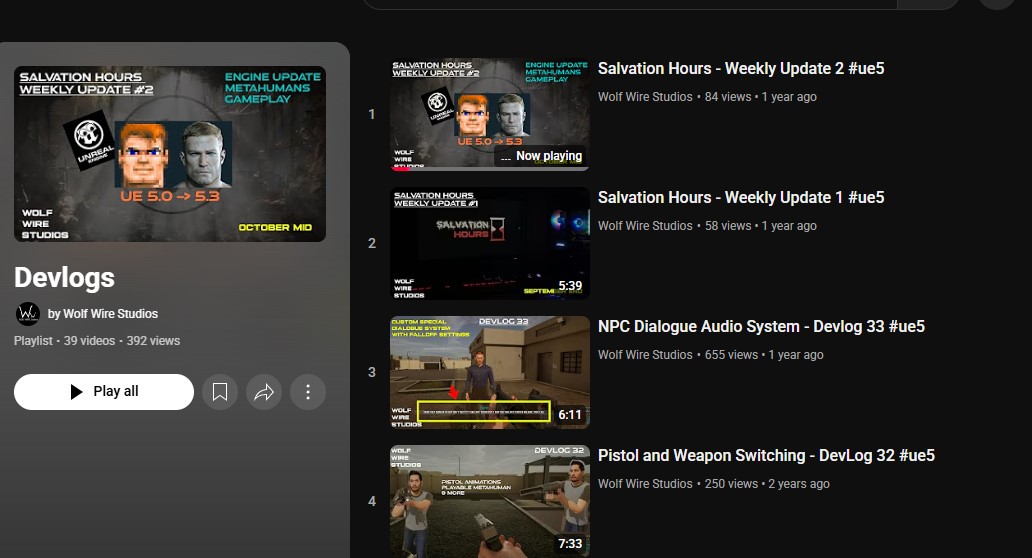 SALVATION HOURS
WEEKLY UPDATE #2
ENGINE UPDATE
METAHUMANS
GAMEPLAY
UNREAL
ENGINE
UE 5.0 -> 5.3
WOLF
WIRE
STUDIOS
OCTOBER MID
Devlogs
by Wolf Wire Studios
Playlist • 39 videos • 392 views
Play all
1
SALVATION HOURS
WEEKLY UPDATE #2
ENGINE UPDATE
METAHUMANS
GAMEPLAY
UNREAL
UE 5.0 -> 5.3
WOLF
WIRE
STUDIOS
... Now playing
Salvation Hours - Weekly Update 2 #ue5
Wolf Wire Studios • 84 views • 1 year ago
2
SALVATION HOURS
WEEKLY UPDATE #1
SALVATION
HOURS
WOLF
WIRE
STUDIOS
5:39
Salvation Hours - Weekly Update 1 #ue5
Wolf Wire Studios • 58 views • 1 year ago
3
CUSTOM SPECIAL
DIALOGUE SYSTEM
WITH FALLOFF SETTINGS
DEVLOG 33
WOLF
WIRE
STUDIOS
6:11
NPC Dialogue Audio System - Devlog 33 #ue5
Wolf Wire Studios • 655 views • 1 year ago
4
WOLF
WIRE
STUDIOS
DEVLOG 32
PISTOL ANIMATIONS
PLAYABLE METAHUMAN
& MORE
7:33
Pistol and Weapon Switching - DevLog 32 #ue5
Wolf Wire Studios • 250 views • 2 years ago